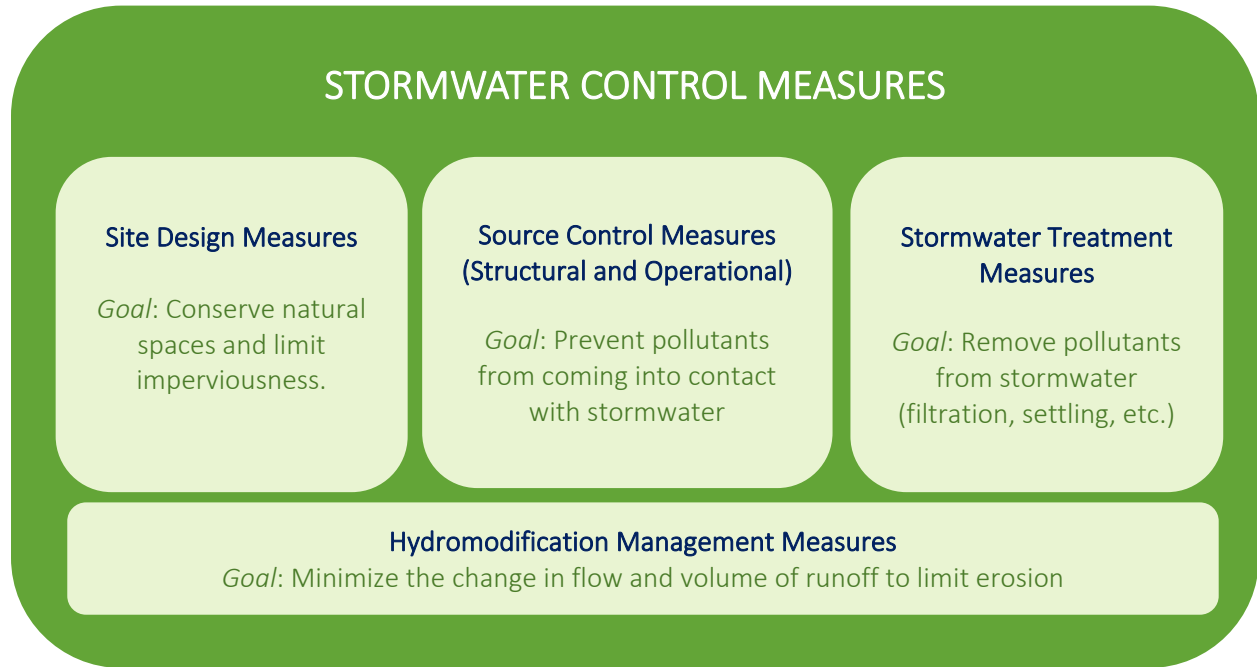 STORMWATER CONTROL MEASURES
Site Design Measures
Goal: Conserve natural
spaces and limit
imperviousness.
Source Control Measures
(Structural and Operational)
Goal: Prevent pollutants
from coming into contact
with stormwater
Stormwater Treatment
Measures
Goal: Remove pollutants
from stormwater
(filtration, settling, etc.)
Hydromodification Management Measures
Goal: Minimize the change in flow and volume of runoff to limit erosion